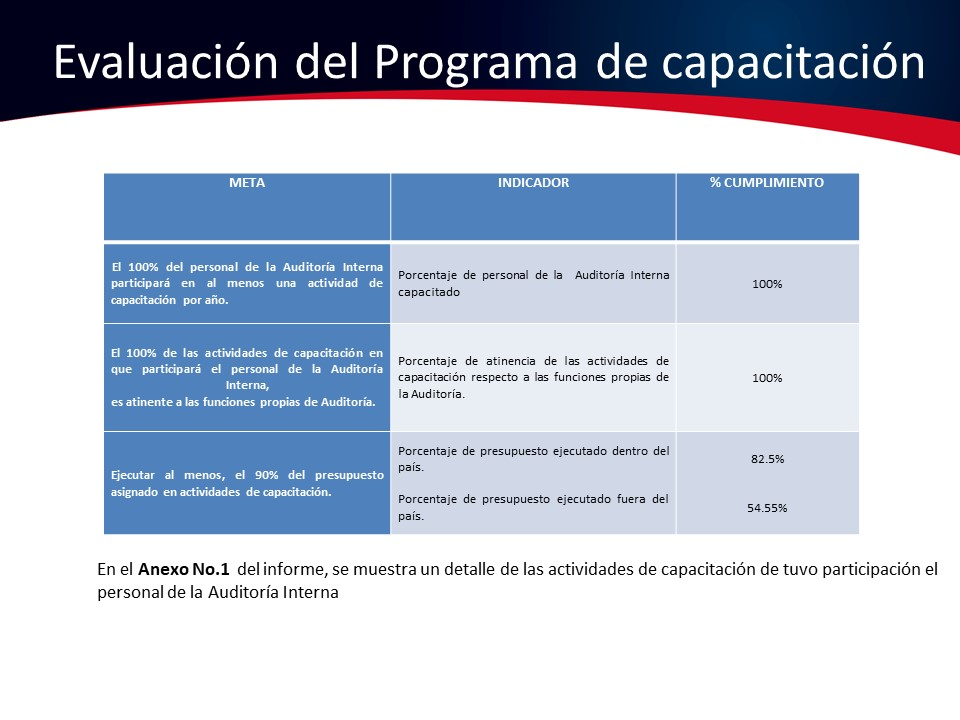 Evaluación del Programa de capacitación
META
INDICADOR
% CUMPLIMIENTO
El 100% del personal de la Auditoría Interna
participará en al menos una actividad de
capacitación por año.
Porcentaje de personal de la Auditoría Interna
capacitado
100%
El 100% de las actividades de capacitación en
que participará el personal de la Auditoría
Interna,
es atinente a las funciones propias de Auditoría.
Porcentaje de atinencia de las actividades de
capacitación respecto a las funciones propias de
la Auditoría.
100%
Ejecutar al menos, el 90% del presupuesto
asignado en actividades de capacitación.
Porcentaje de presupuesto ejecutado dentro del
país.
82.5%
Porcentaje de presupuesto ejecutado fuera del
país.
54.55%
En el Anexo No.1 del informe, se muestra un detalle de las actividades de capacitación de tuvo participación el
personal de la Auditoría Interna